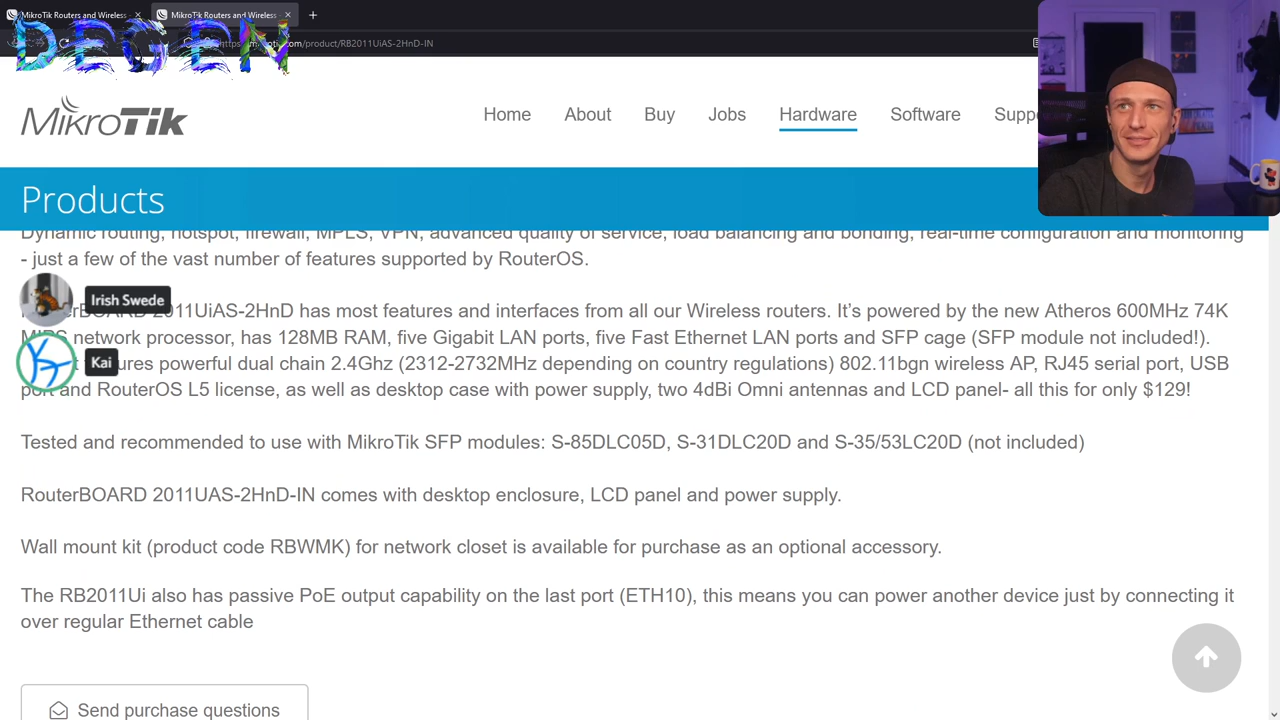 MikroTik Routers and Wireless
MikroTik Routers and Wireless
DEGEN
.com/product/RB2011UiAS-2HnD-IN
MikroTik
Home
About
Buy
Jobs
Hardware
Software
Supp
Products
Dynamic routing, hotspot, firewall, MPLS, VPN, advanced quality of service, load balancing and bonding, real-time configuration and monitoring
- just a few of the vast number of features supported by RouterOS.
Irish Swede
2011UiAS-2HnD has most features and interfaces from all our Wireless routers. It’s powered by the new Atheros 600MHz 74K
MIPS network processor, has 128MB RAM, five Gigabit LAN ports, five Fast Ethernet LAN ports and SFP cage (SFP module not included!).
Kai
powerful dual chain 2.4Ghz (2312-2732MHz depending on country regulations) 802.11bgn wireless AP, RJ45 serial port, USB
port and RouterOS L5 license, as well as desktop case with power supply, two 4dBi Omni antennas and LCD panel- all this for only $129!
Tested and recommended to use with MikroTik SFP modules: S-85DLC05D, S-31DLC20D and S-35/53LC20D (not included)
RouterBOARD 2011UAS-2HnD-IN comes with desktop enclosure, LCD panel and power supply.
Wall mount kit (product code RBWMK) for network closet is available for purchase as an optional accessory.
The RB2011Ui also has passive PoE output capability on the last port (ETH10), this means you can power another device just by connecting it
over regular Ethernet cable
Send purchase questions